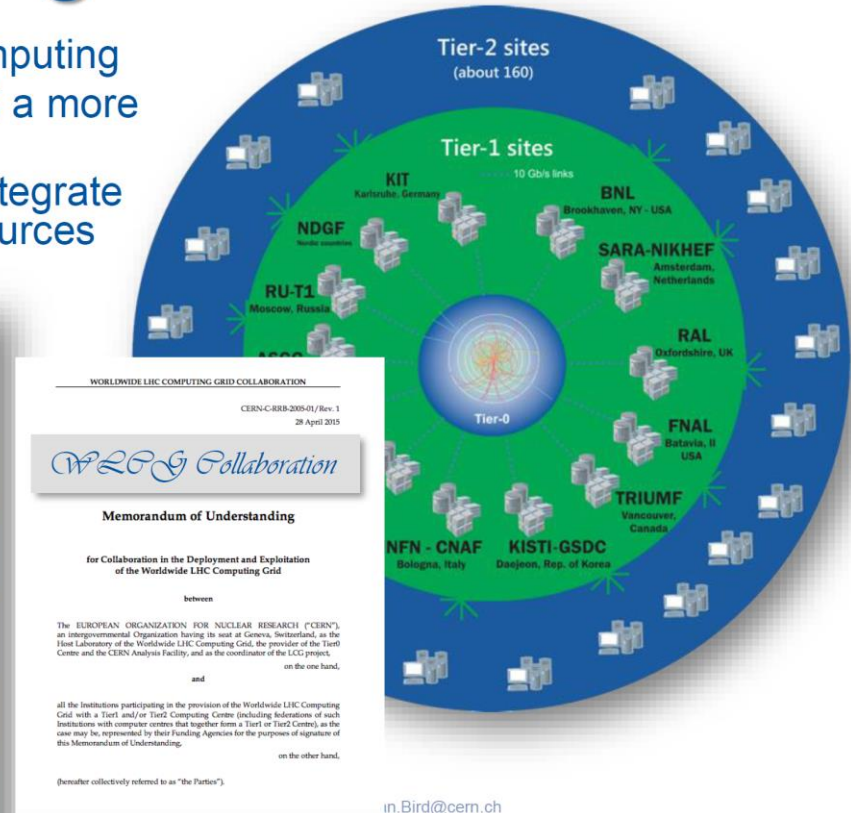 mputing
a more
tegrate
urces
Tier-2 sites
(about 160)
Tier-1 sites
10 Gb/s links
KIT
Karlsruhe, Germany
BNL
Brookhaven, NY - USA
NDGF
Nordic countries
SARA-NIKHEF
Amsterdam,
Netherlands
RU-T1
Moscow, Russia
RAL
Oxfordshire, UK
Tier-0
FNAL
Batavia, Il
USA
TRIUMF
Vancouver,
Canada
NFN - CNAF
Bologna, Italy
KISTI-GSDC
Daejeon, Rep. of Korea
WORLDWIDE LHC COMPUTING GRID COLLABORATION
CERN-C-RRB-2005-01/Rev. 1
28 April 2015
WLCG Collaboration
Memorandum of Understanding
for Collaboration in the Deployment and Exploitation
of the Worldwide LHC Computing Grid
between
The EUROPEAN ORGANIZATION FOR NUCLEAR RESEARCH ("CERN"),
an intergovernmental Organization having its seat at Geneva, Switzerland, as the
Host Laboratory of the Worldwide LHC Computing Grid, the provider of the Tier0
Centre and the CERN Analysis Facility, and as the coordinator of the LCG project,
on the one hand,
and
all the Institutions participating in the provision of the Worldwide LHC Computing
Grid with a Tier1 and/or Tier2 Computing Centre (including federations of such
Institutions with computer centres that together form a Tier1 or Tier2 Centre), as the
case may be, represented by their Funding Agencies for the purposes of signature of
this Memorandum of Understanding,
on the other hand,
(hereafter collectively referred to as "the Parties").
n.Bird@cern.ch